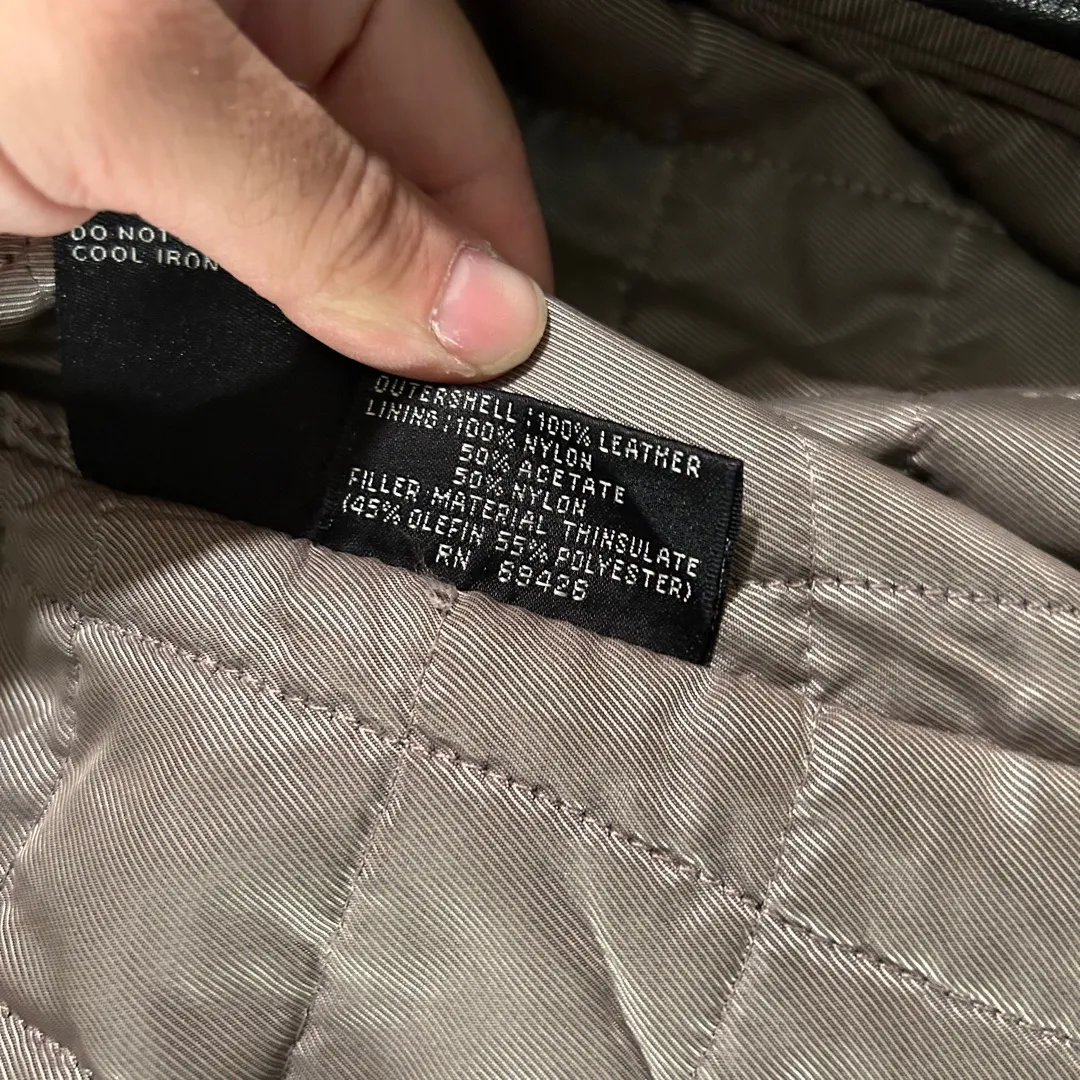 DO NOT
COOL IRON
OUTERSHELL:100% LEATHER
LINING:100% NYLON
50% ACETATE
50% NYLON
FILLER MATERIAL THINSULATE
(45% OLEFIN 55% POLYESTER)
RN 69426